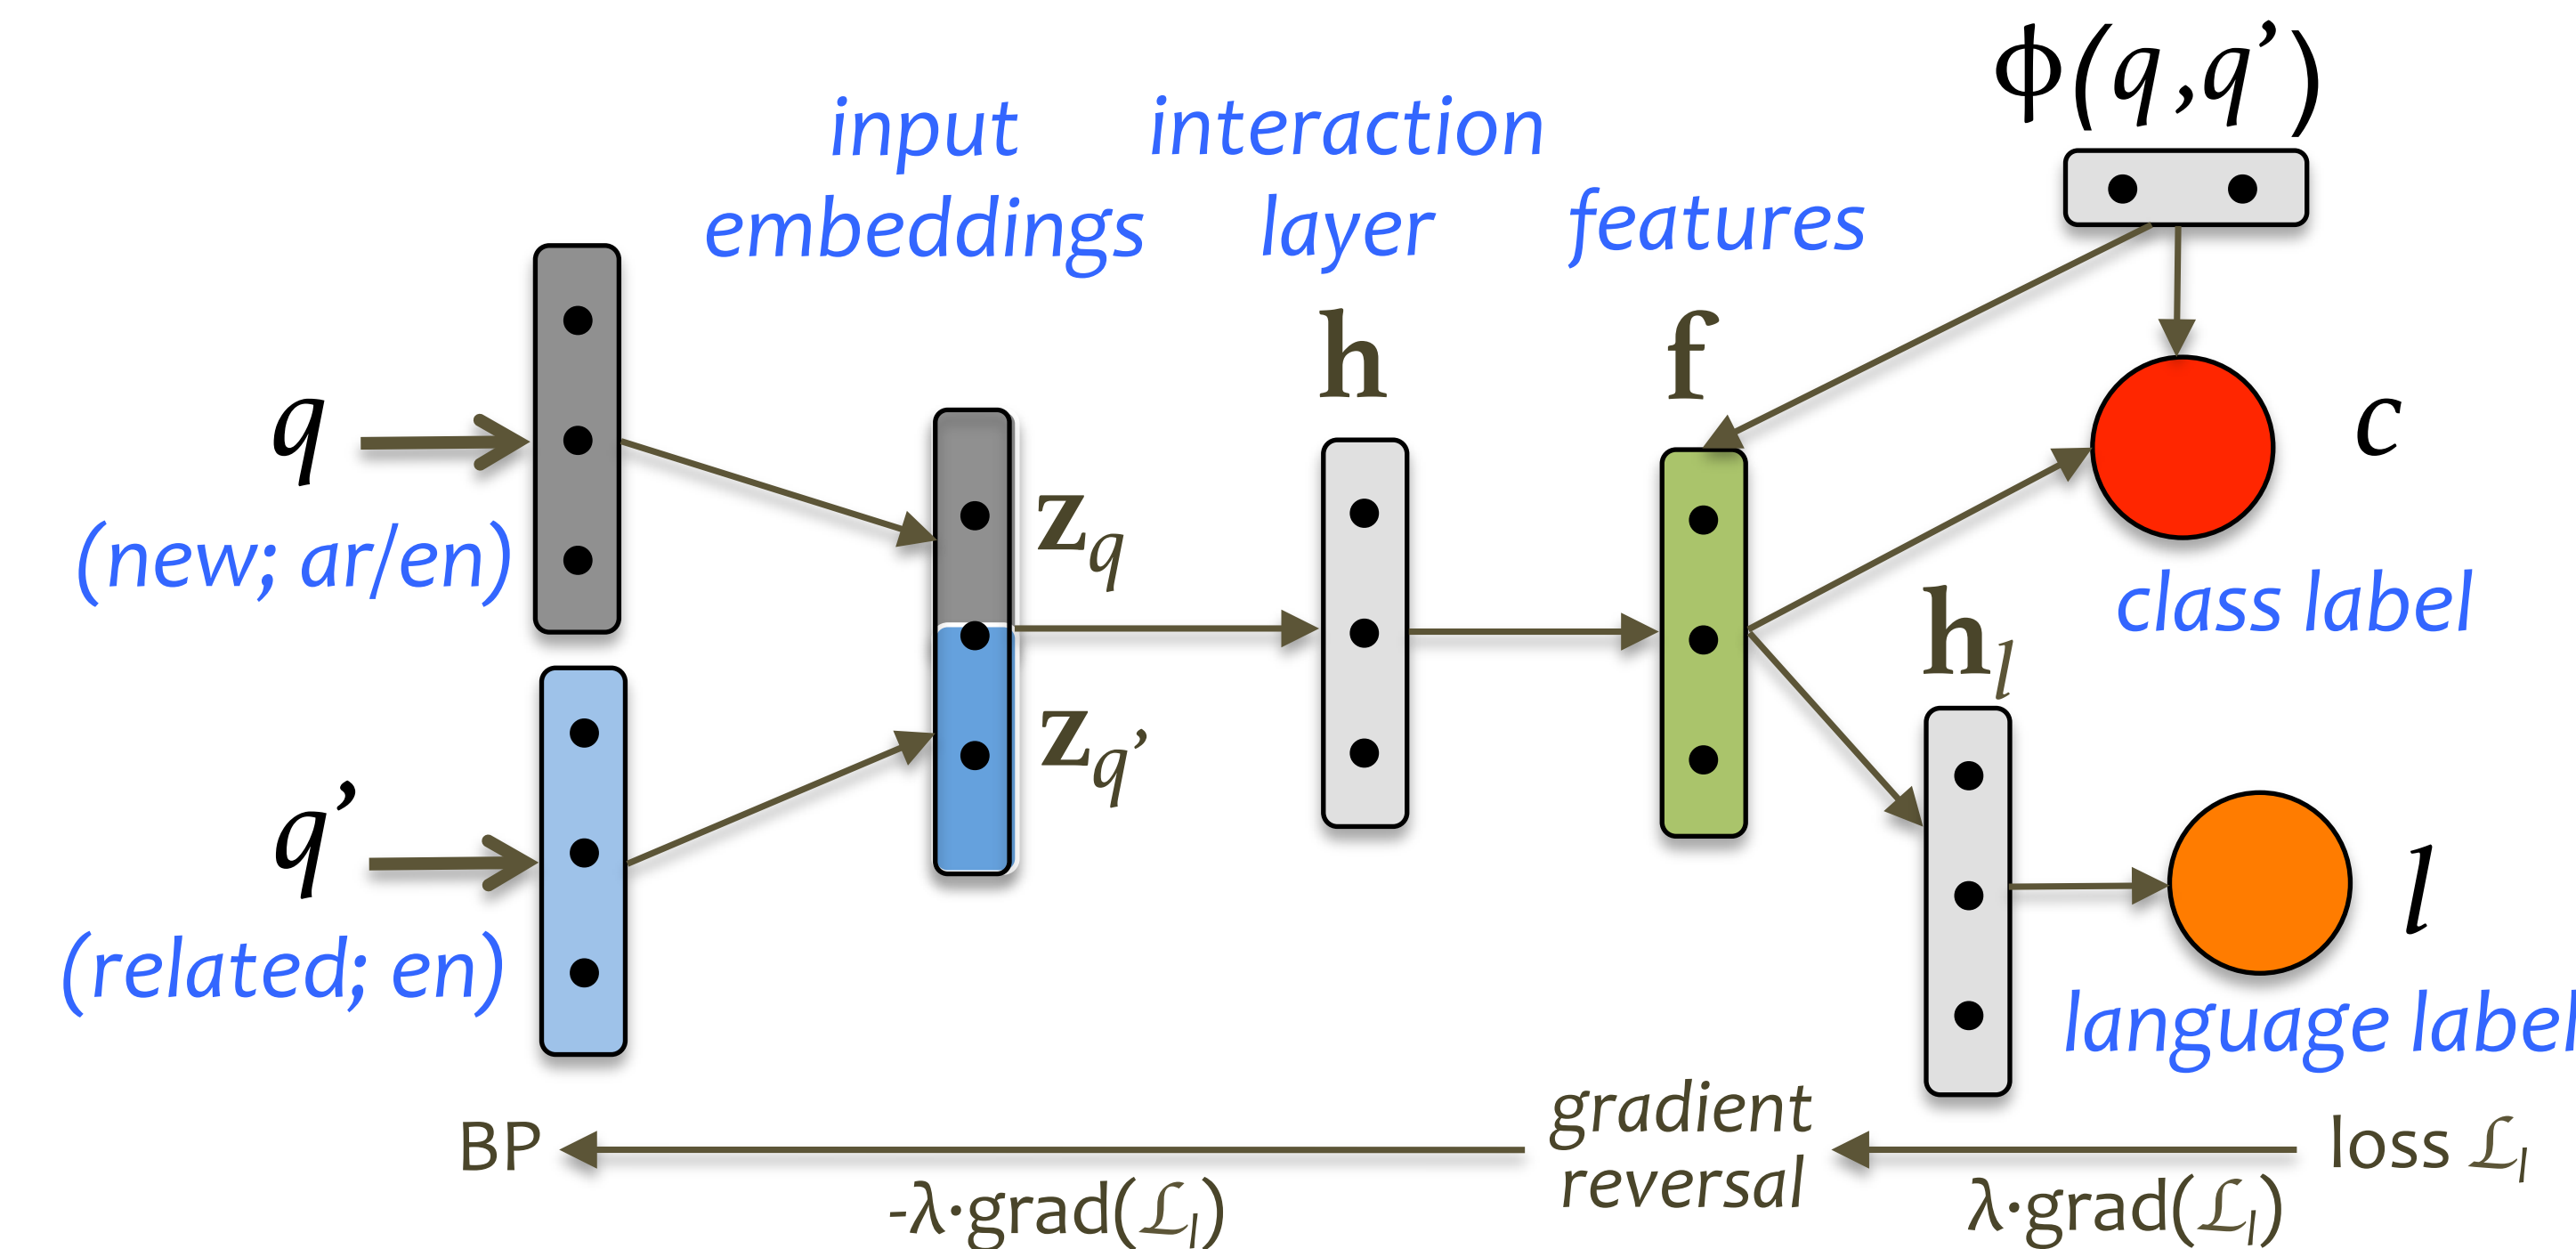 ϕ(q,q’)
input
embeddings
interaction
layer
features
h
f
q
(new; ar/en)
z_q
c
class label
h_l
z_q’
q’
(related; en)
l
language label
BP
-λ·grad(ℒ_l)
gradient
reversal
λ·grad(ℒ_l)
loss ℒ_l